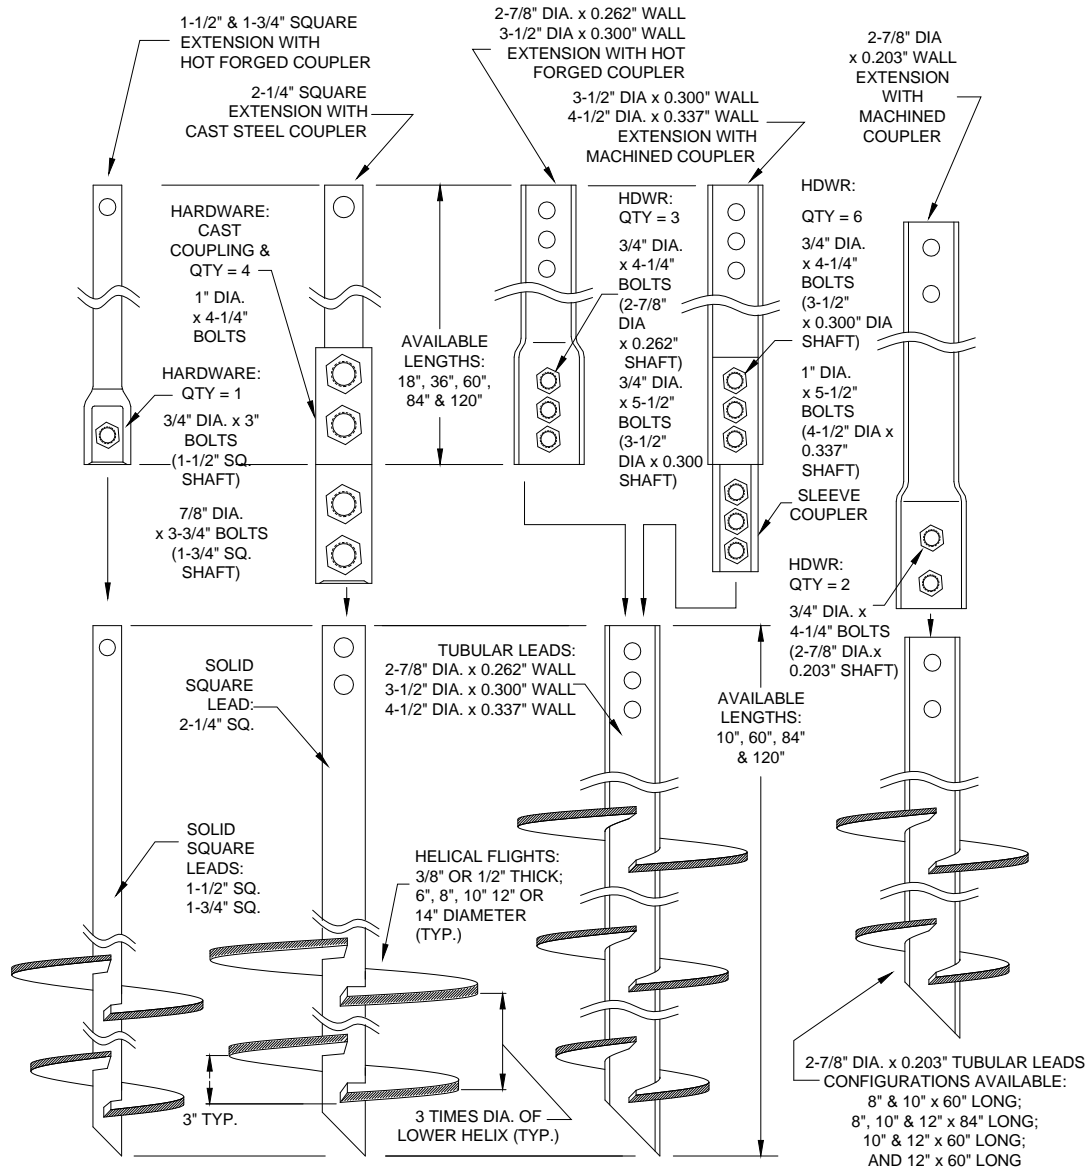 1-1/2" & 1-3/4" SQUARE
EXTENSION WITH
HOT FORGED COUPLER
2-1/4" SQUARE
EXTENSION WITH
CAST STEEL COUPLER
2-7/8" DIA. x 0.262" WALL
3-1/2" DIA x 0.300" WALL
EXTENSION WITH HOT
FORGED COUPLER
3-1/2" DIA x 0.300" WALL
4-1/2" DIA. x 0.337" WALL
EXTENSION WITH
MACHINED COUPLER
2-7/8" DIA
x 0.203" WALL
EXTENSION
WITH
MACHINED
COUPLER
HARDWARE:
CAST
COUPLING &
QTY = 4
1" DIA.
x 4-1/4"
BOLTS
HARDWARE:
QTY = 1
3/4" DIA. x 3"
BOLTS
(1-1/2" SQ.
SHAFT)
7/8" DIA.
x 3-3/4" BOLTS
(1-3/4" SQ.
SHAFT)
AVAILABLE
LENGTHS:
18", 36", 60",
84" & 120"
HDWR:
QTY = 3
3/4" DIA.
x 4-1/4"
BOLTS
(2-7/8"
DIA
x 0.262"
SHAFT)
3/4" DIA.
x 5-1/2"
BOLTS
(3-1/2"
DIA x 0.300
SHAFT)
HDWR:
QTY = 6
3/4" DIA.
x 4-1/4"
BOLTS
(3-1/2"
x 0.300" DIA
SHAFT)
1" DIA.
x 5-1/2"
BOLTS
(4-1/2" DIA x
0.337"
SHAFT)
SLEEVE
COUPLER
HDWR:
QTY = 2
3/4" DIA. x
4-1/4" BOLTS
(2-7/8" DIA.x
0.203" SHAFT)
SOLID
SQUARE
LEAD:
2-1/4" SQ.
TUBULAR LEADS:
2-7/8" DIA. x 0.262" WALL
3-1/2" DIA. x 0.300" WALL
4-1/2" DIA. x 0.337" WALL
AVAILABLE
LENGTHS:
10", 60", 84"
& 120"
SOLID
SQUARE
LEADS:
1-1/2" SQ.
1-3/4" SQ.
HELICAL FLIGHTS:
3/8" OR 1/2" THICK;
6", 8", 10" 12" OR
14" DIAMETER
(TYP.)
3" TYP.
3 TIMES DIA. OF
LOWER HELIX (TYP.)
2-7/8" DIA. x 0.203" TUBULAR LEADS
CONFIGURATIONS AVAILABLE:
8" & 10" x 60" LONG;
8", 10" & 12" x 84" LONG;
10" & 12" x 60" LONG;
AND 12" x 60" LONG